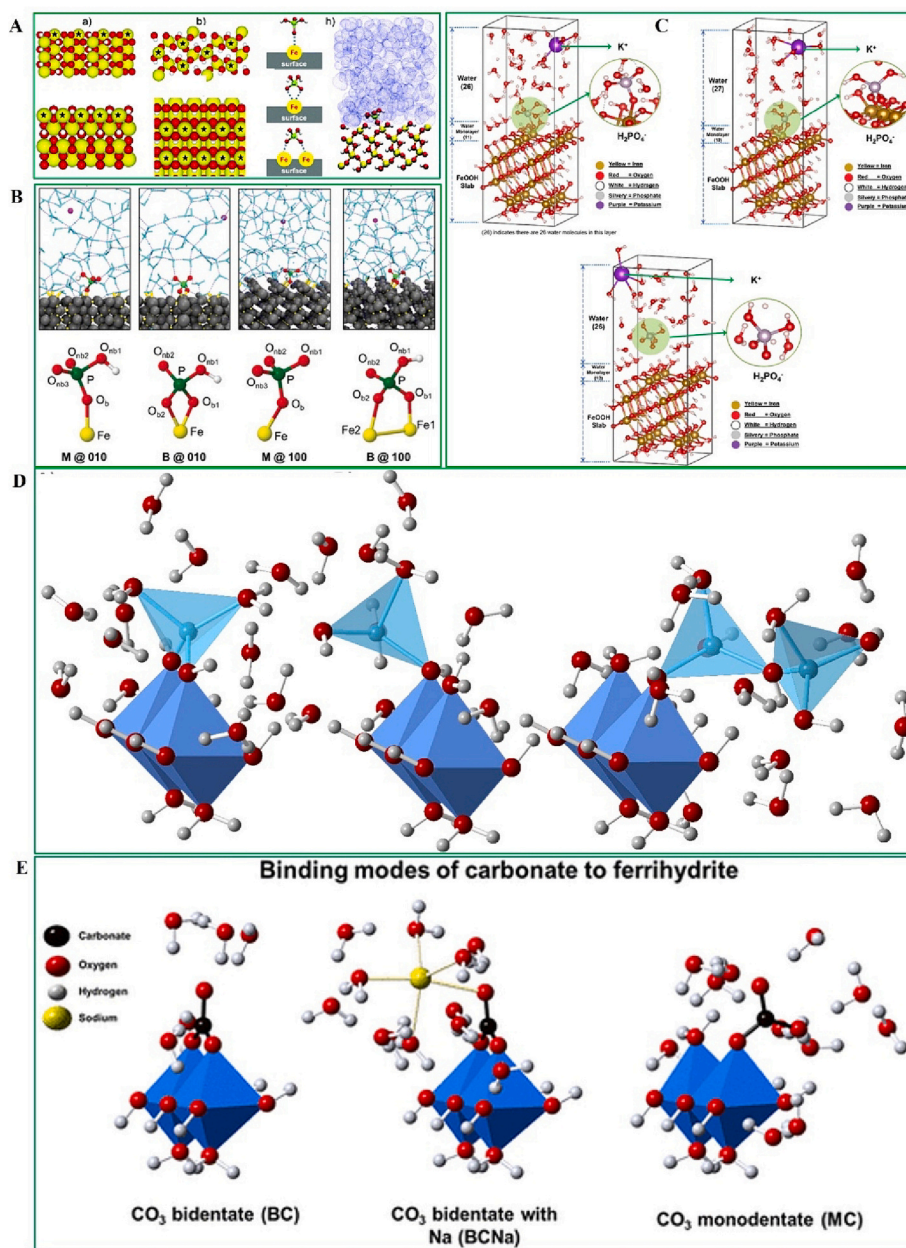 A
a)
b)
h)
Fe
surface
Fe
surface
Fe Fe
surface
B
Onb2 Onb1
Onb3
P
Ob
Fe
M @ 010
Onb2
Onb1
P
Ob2
Ob1
Fe
B @ 010
Onb2
Onb1
Onb3
P
Ob
Fe
M @ 100
Onb2
Onb1
P
Ob2
Ob1
Fe2
Fe1
B @ 100
C
K⁺
Water
(26)
Water Monolayer
(11)
H₂PO₄⁻
FeOOH
Slab
Yellow = Iron
Red = Oxygen
White = Hydrogen
Silvery = Phosphate
Purple = Potassium
(26) indicates there are 26 water molecules in this layer
K⁺
Water
(27)
Water Monolayer
(10)
H₂PO₄⁻
FeOOH
Slab
Yellow = Iron
Red = Oxygen
White = Hydrogen
Silvery = Phosphate
Purple = Potassium
K⁺
Water
(25)
Water Monolayer
H₂PO₄⁻
FeOOH
Slab
Yellow = Iron
Red = Oxygen
White = Hydrogen
Silvery = Phosphate
Purple = Potassium
D
E
Binding modes of carbonate to ferrihydrite
Carbonate
Oxygen
Hydrogen
Sodium
CO₃ bidentate (BC)
CO₃ bidentate with
Na (BCNa)
CO₃ monodentate (MC)